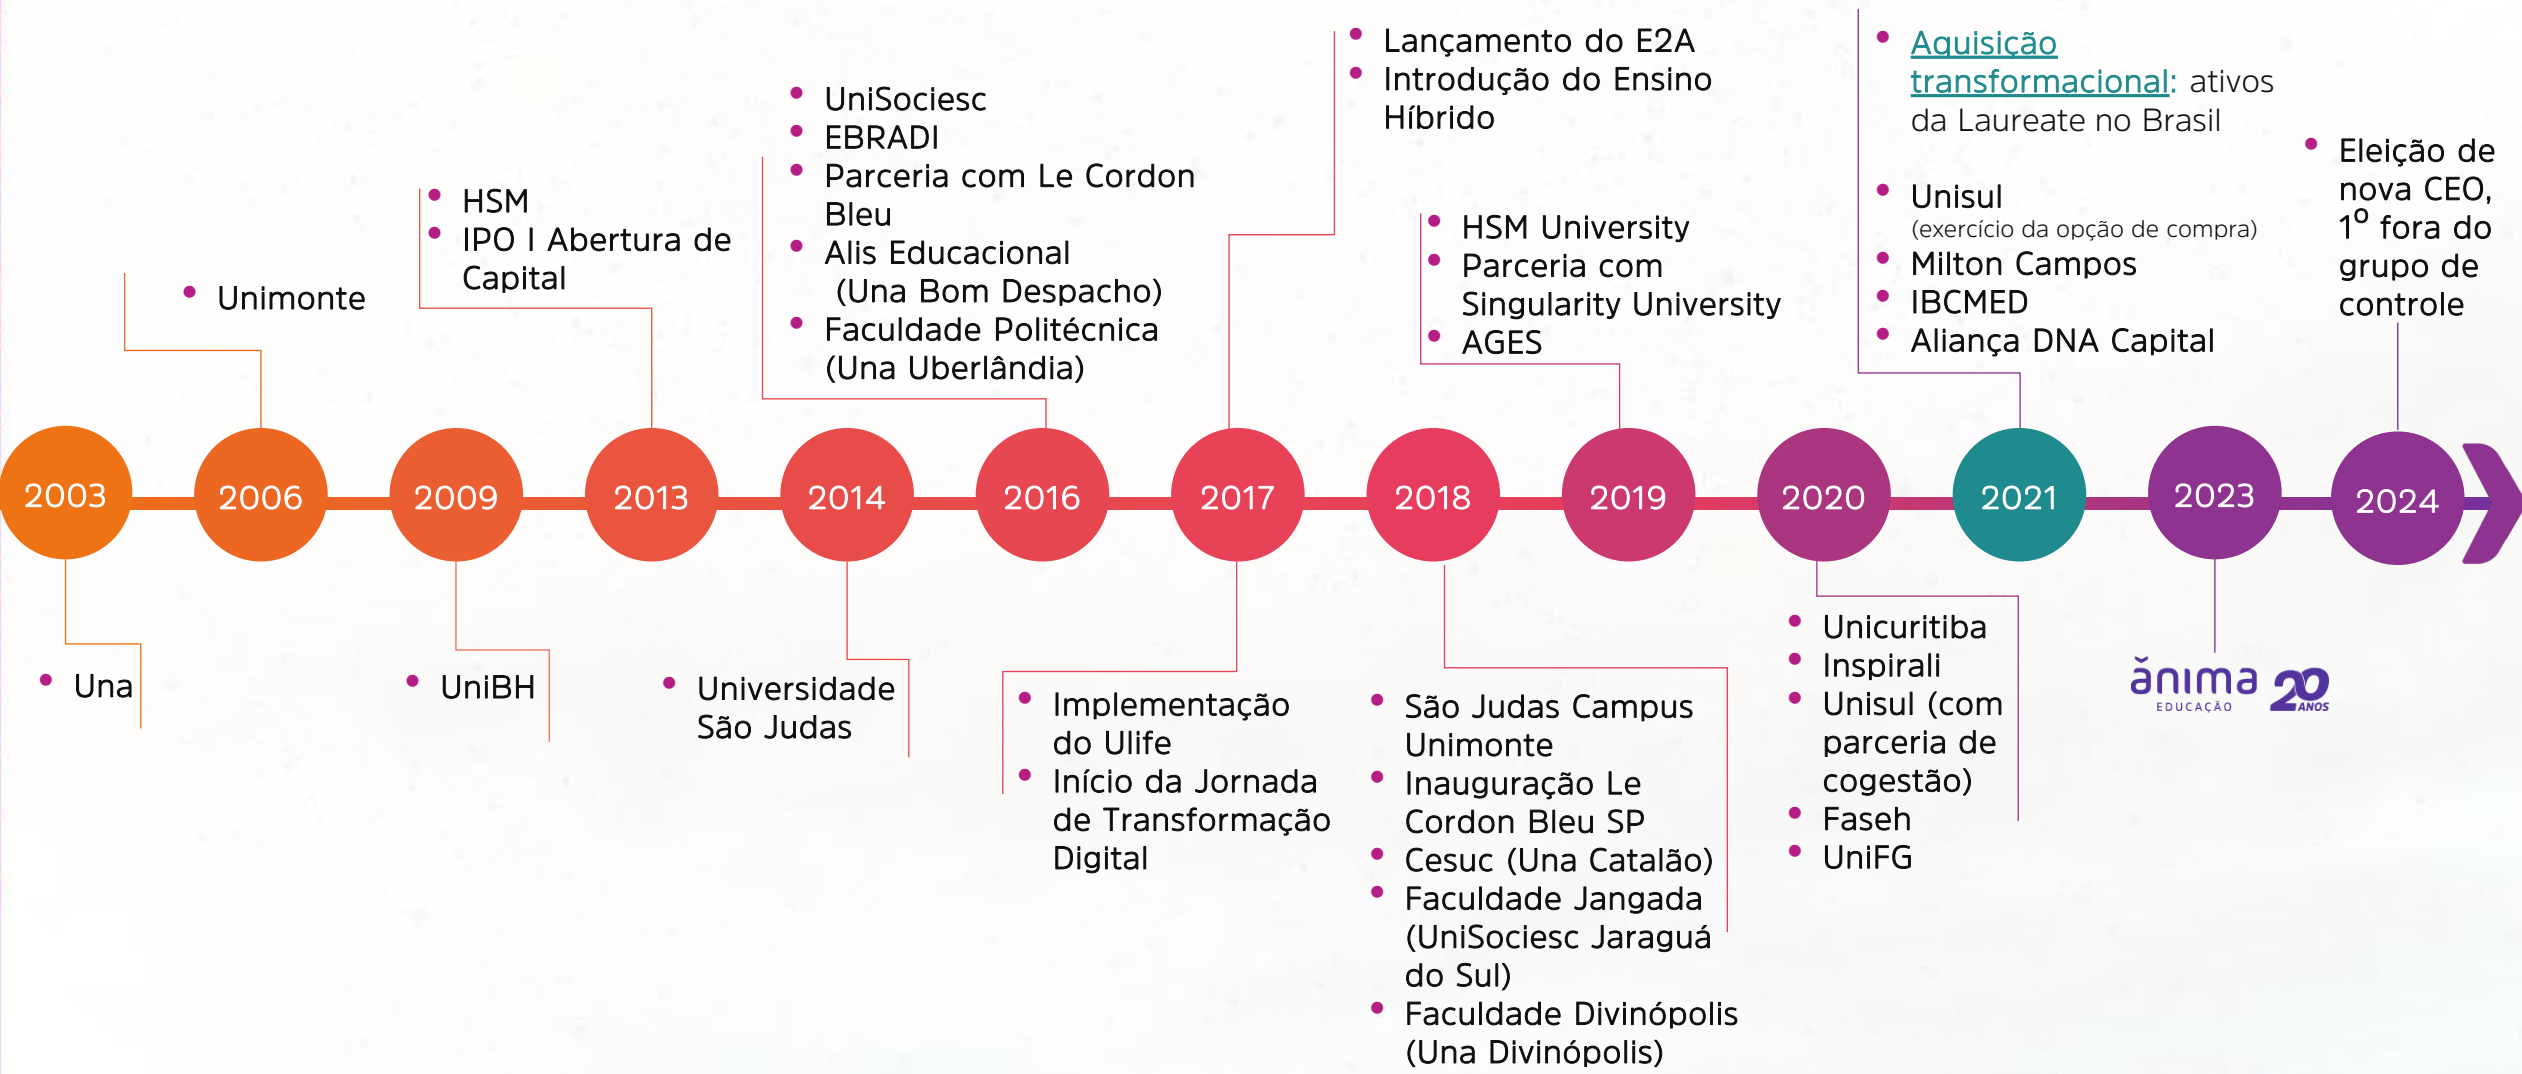 Lançamento do E2A
Introdução do Ensino
Híbrido
Aquisição
transformacional: ativos
da Laureate no Brasil
UniSociesc
EBRADI
Parceria com Le Cordon
Bleu
Alis Educacional
(Una Bom Despacho)
Faculdade Politécnica
(Una Uberlândia)
Eleição de
nova CEO,
1º fora do
grupo de
controle
HSM
IPO I Abertura de
Capital
Unisul
(exercício da opção de compra)
Milton Campos
IBCMED
Aliança DNA Capital
HSM University
Parceria com
Singularity University
AGES
Unimonte
2003
2006
2009
2013
2014
2016
2017
2018
2019
2020
2021
2023
2024
Una
UniBH
Universidade
São Judas
Implementação
do Ulife
Início da Jornada
de Transformação
Digital
São Judas Campus
Unimonte
Inauguração Le
Cordon Bleu SP
Cesuc (Una Catalão)
Faculdade Jangada
(UniSociesc Jaraguá
do Sul)
Faculdade Divinópolis
(Una Divinópolis)
Unicuritiba
Inspirali
Unisul (com
parceria de
cogestão)
Faseh
UniFG
ănima
EDUCAÇÃO
20
ANOS